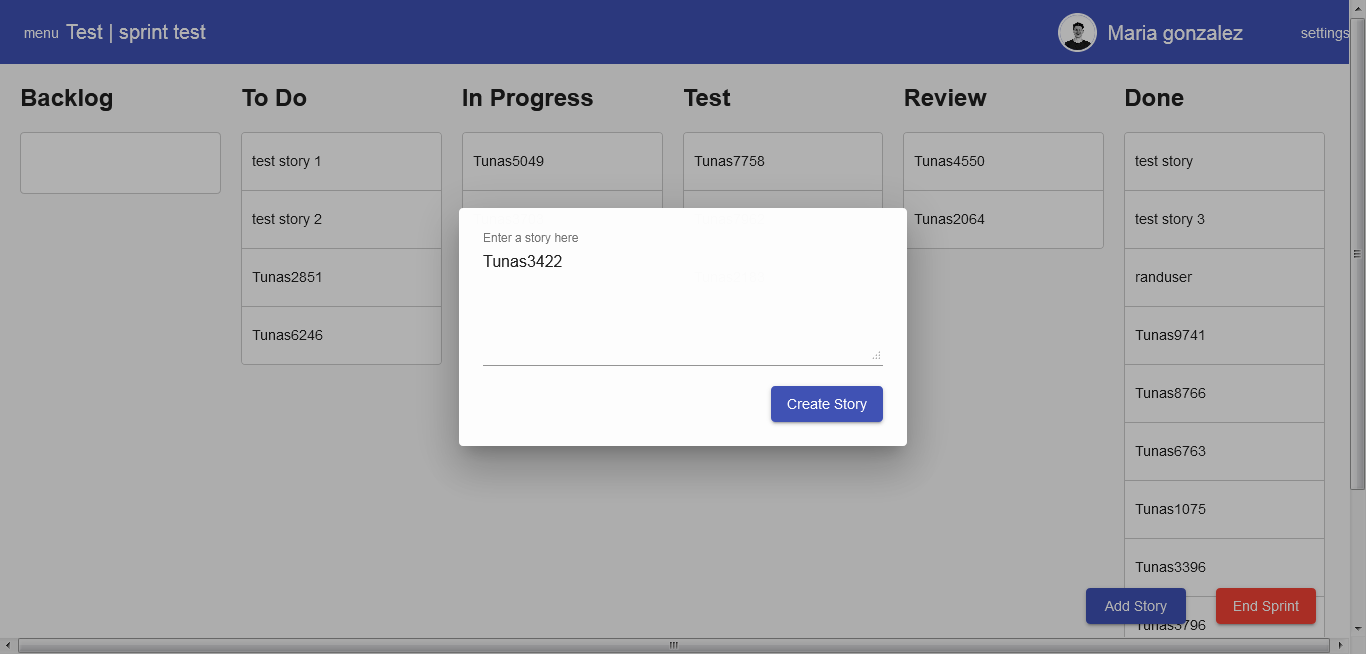 menu Test | sprint test
Maria gonzalez
settings
Backlog
To Do
test story 1
test story 2
Tunas2851
Tunas6246
In Progress
Tunas5049
Test
Tunas7758
Review
Tunas4550
Tunas2064
Done
test story
test story 3
randuser
Tunas9741
Tunas8766
Tunas6763
Tunas1075
Tunas3396
Tunas3796
Enter a story here
Tunas3422
Create Story
Add Story
End Sprint